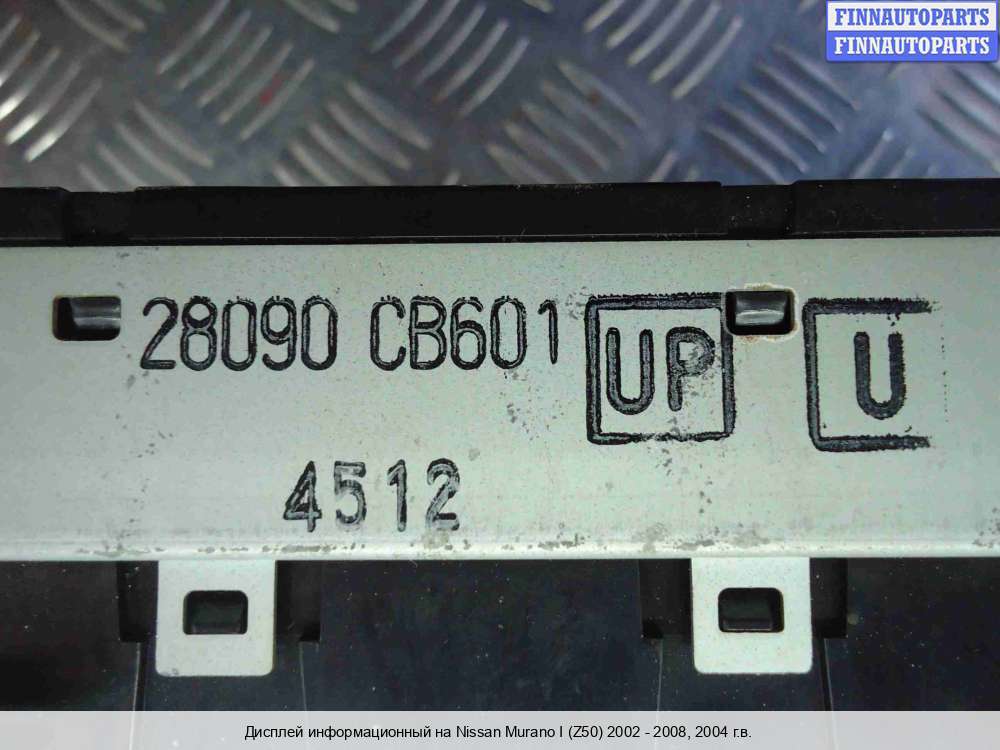 FINNAUTOPARTS
FINNAUTOPARTS
28090 CB601 UP U
4512
Дисплей информационный на Nissan Murano I (Z50) 2002 - 2008, 2004 г.в.